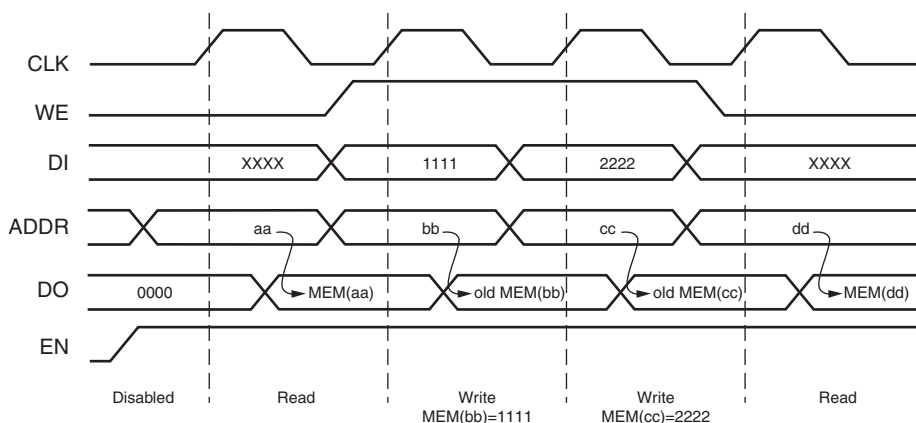 CLK
WE
DI XXXX 1111 2222 XXXX
ADDR aa bb cc dd
DO 0000 MEM(aa) old MEM(bb) old MEM(cc) MEM(dd)
EN
Disabled Read Write Write Read
MEM(bb)=1111 MEM(cc)=2222